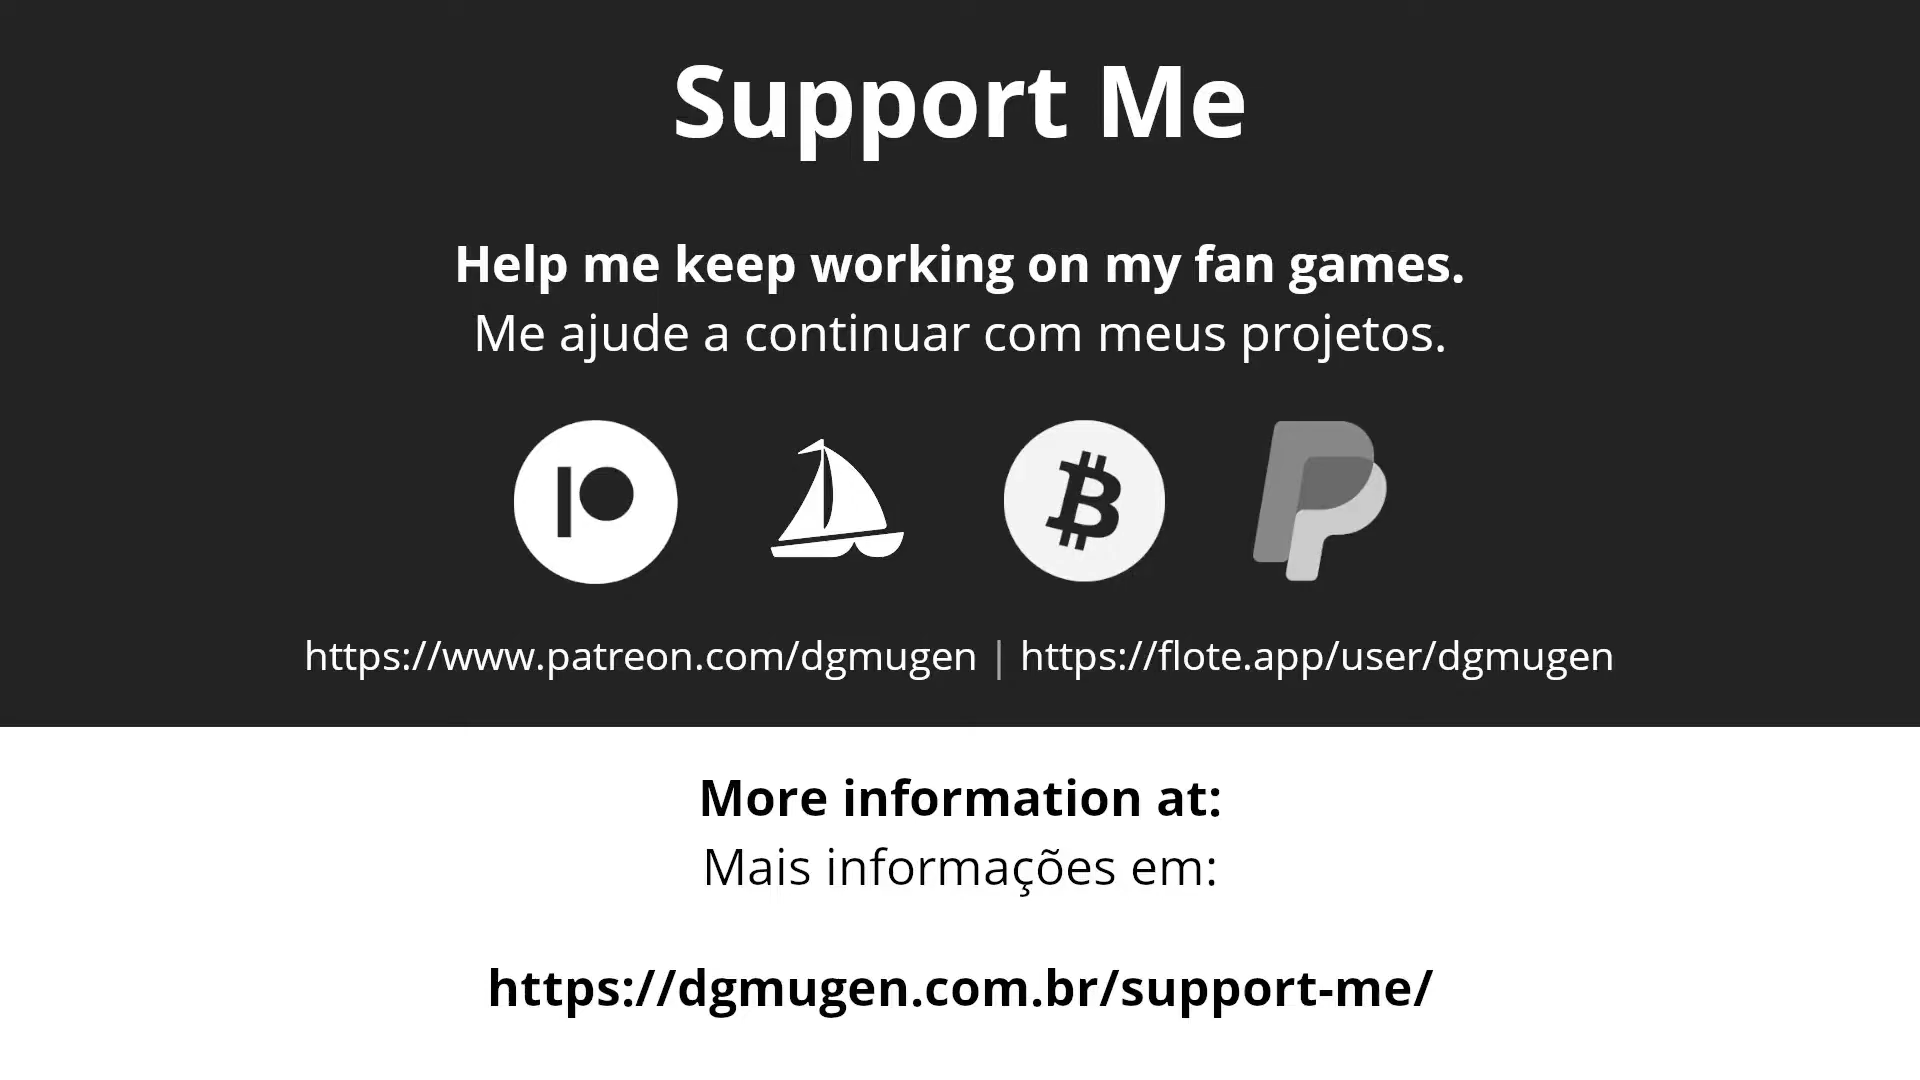 Support Me
Help me keep working on my fan games.
Me ajude a continuar com meus projetos.
https://www.patreon.com/dgmugen | https://flote.app/user/dgmugen
More information at:
Mais informações em:
https://dgmugen.com.br/support-me/